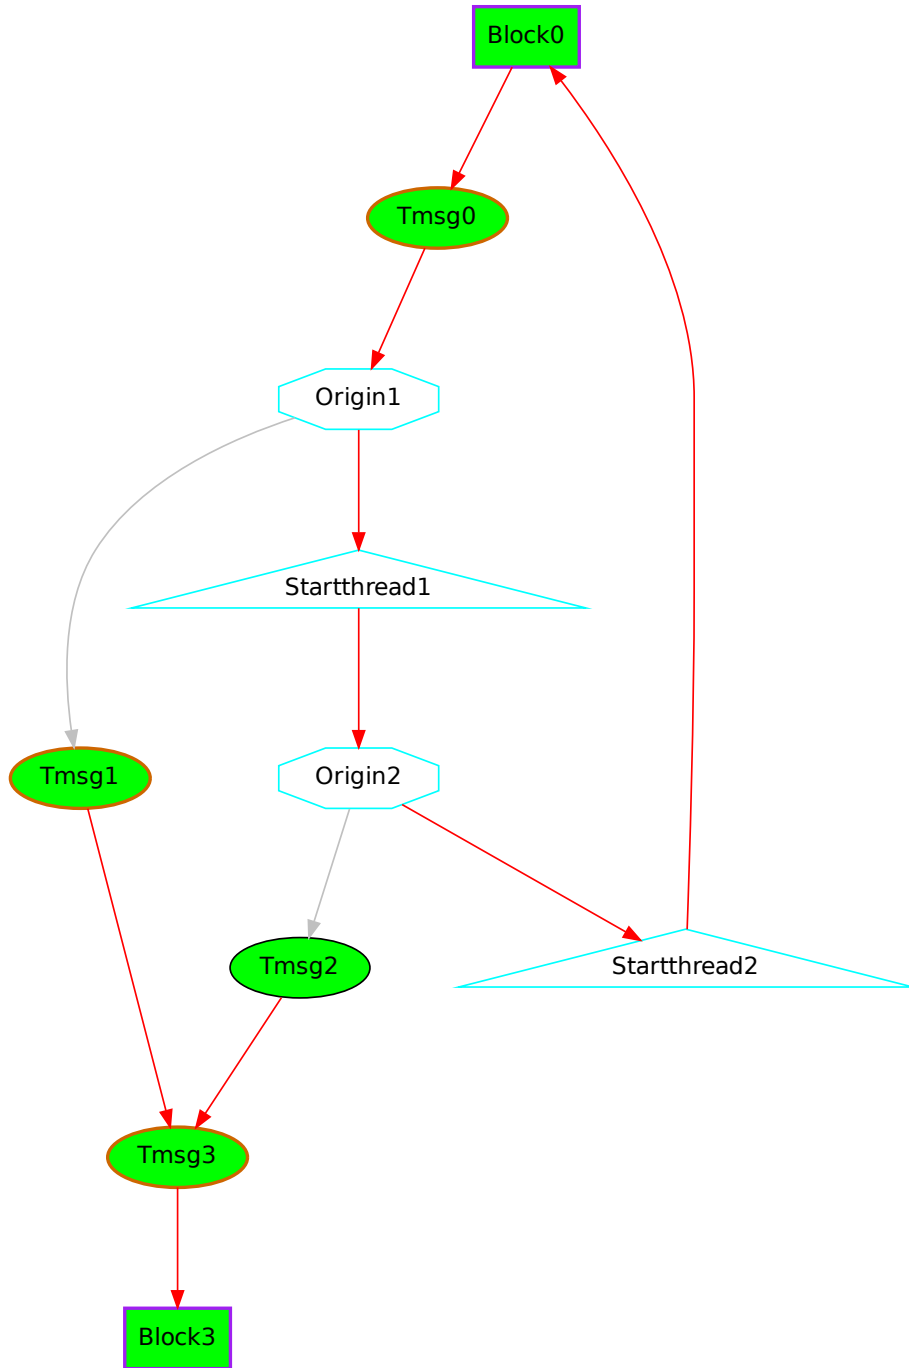 Block0
Tmsg0
Origin1
Startthread1
Tmsg1
Origin2
Tmsg2
Startthread2
Tmsg3
Block3